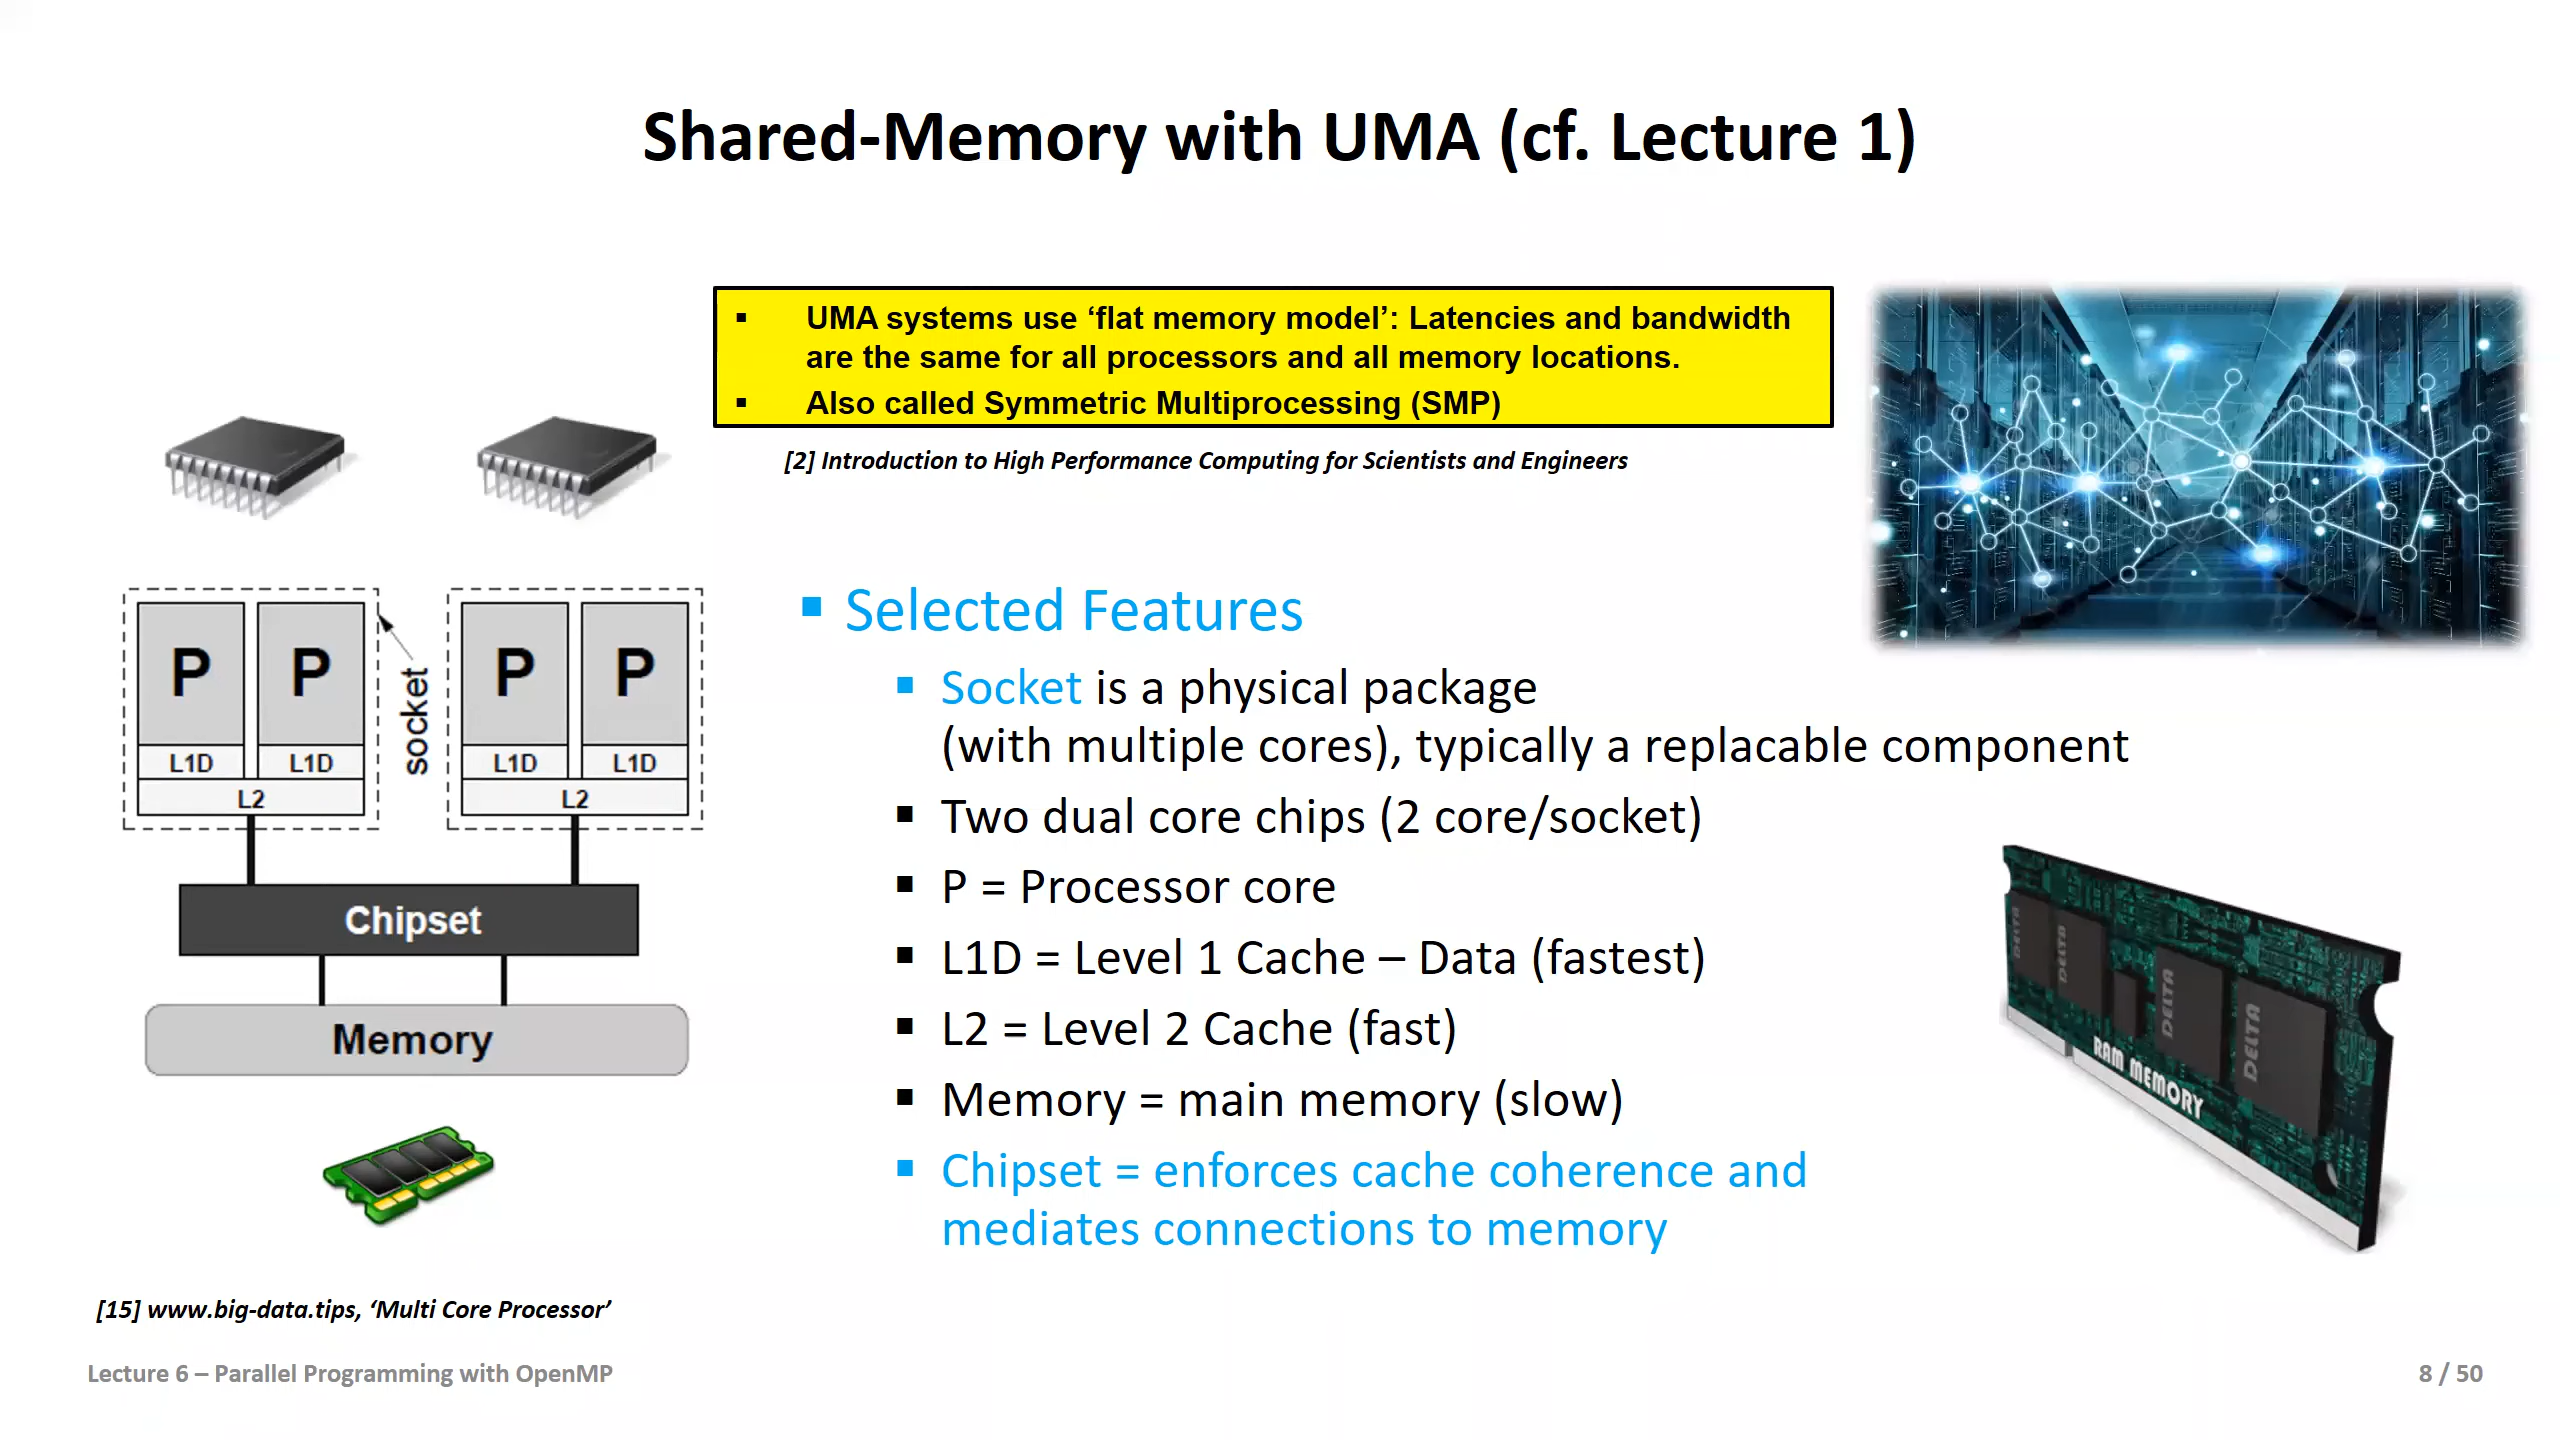 Shared-Memory with UMA (cf. Lecture 1)
▪ UMA systems use ‘flat memory model’: Latencies and bandwidth
are the same for all processors and all memory locations.
▪ Also called Symmetric Multiprocessing (SMP)
[2] Introduction to High Performance Computing for Scientists and Engineers
P P
L1D L1D
L2
socket
P P
L1D L1D
L2
Chipset
Memory
[15] www.big-data.tips, ‘Multi Core Processor’
▪ Selected Features
▪ Socket is a physical package
(with multiple cores), typically a replacable component
▪ Two dual core chips (2 core/socket)
▪ P = Processor core
▪ L1D = Level 1 Cache – Data (fastest)
▪ L2 = Level 2 Cache (fast)
▪ Memory = main memory (slow)
▪ Chipset = enforces cache coherence and
mediates connections to memory
DELTA
DELTA
DELTA
DELTA
RAM MEMORY
Lecture 6 – Parallel Programming with OpenMP
8 / 50